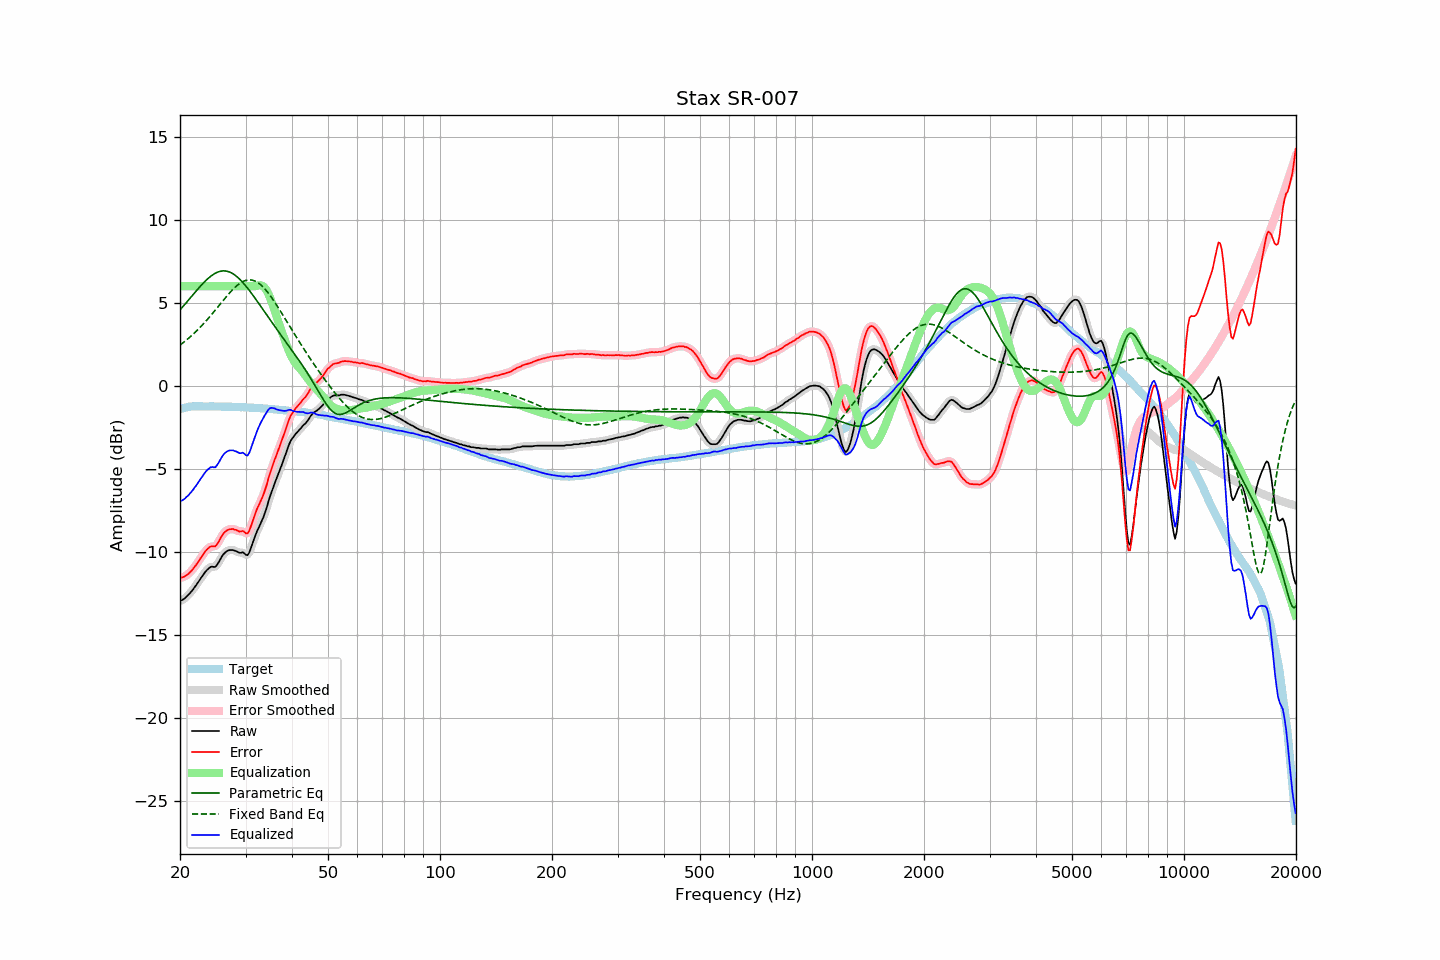 Stax SR-007
Amplitude (dBr)
15
10
5
0
−5
−10
−15
−20
−25
Target
Raw Smoothed
Error Smoothed
Raw
Error
Equalization
Parametric Eq
Fixed Band Eq
Equalized
20 50 100 200 500 1000 2000 5000 10000 20000
Frequency (Hz)